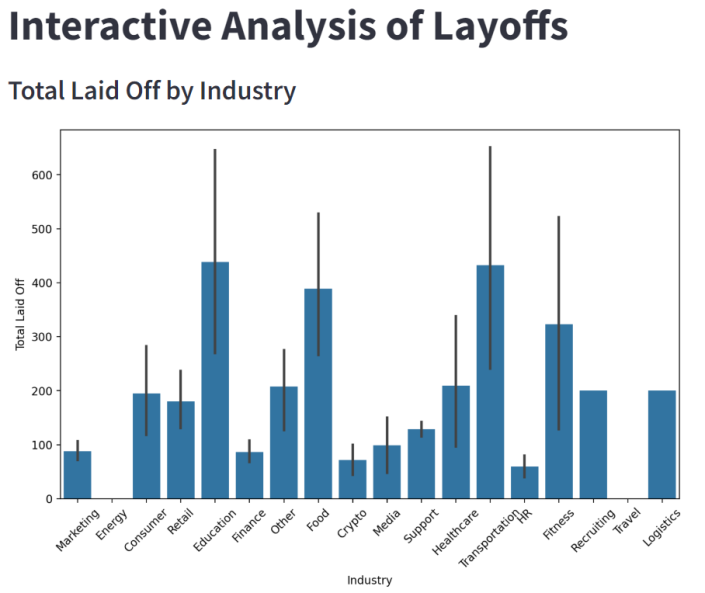 Interactive Analysis of Layoffs
Total Laid Off by Industry
600
500
400
300
200
100
0
Total Laid Off
Marketing
Energy
Consumer
Retail
Education
Finance
Other
Food
Crypto
Media
Support
Healthcare
Transportation
HR
Fitness
Recruiting
Travel
Logistics
Industry